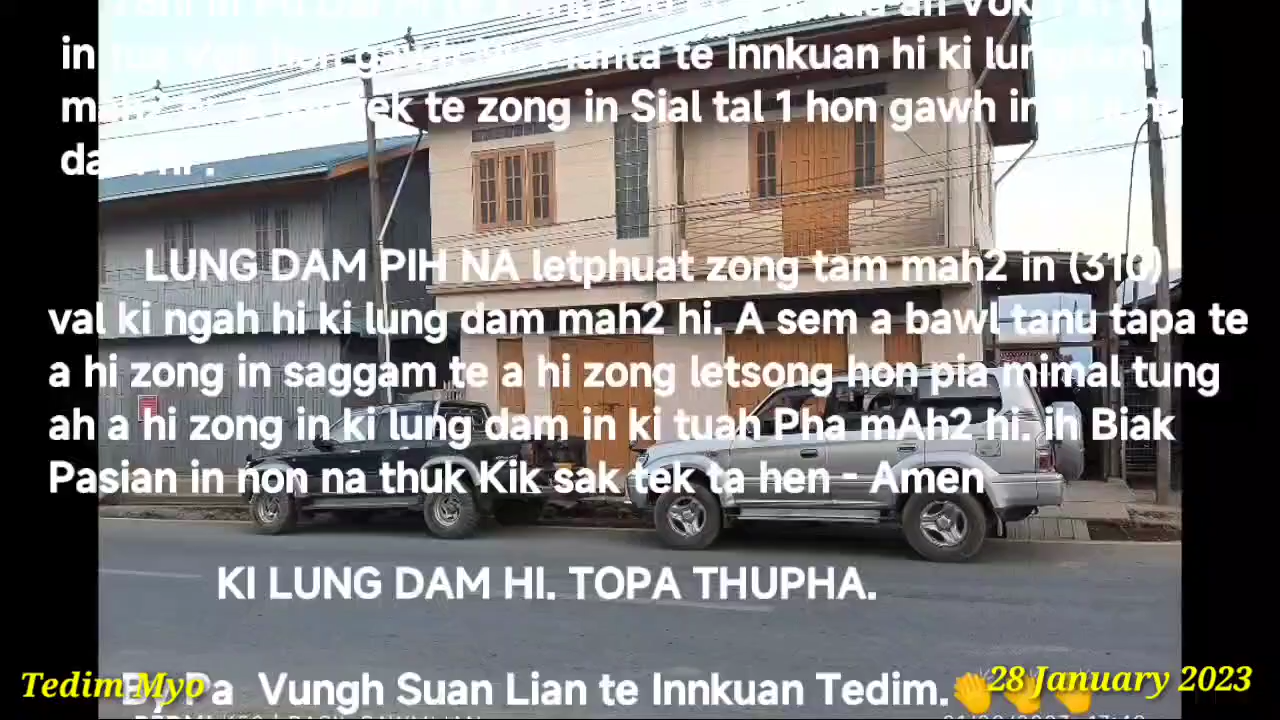 in vok hon gawh te Innkuan hi ki lung dam
mah2 te zong in Sial tal 1 hon gawh in
LUNG DAM PIH NA letphuat zong tam mah2 in (310)
val ki ngah hi ki lung dam mah2 hi. A sem a bawl tanu tapa te
a hi zong in saggam te a hi zong letsong hon pia mimal tung
ah a hi zong in ki lung dam in ki tuah Pha mAh2 hi. ih Biak
Pasian in non na thuk Kik sak tek ta hen - Amen
KI LUNG DAM HI. TOPA THUPHA.
By Pa Vungh Suan Lian te Innkuan Tedim.👏👏👏
Tedim Myo
28 January 2023